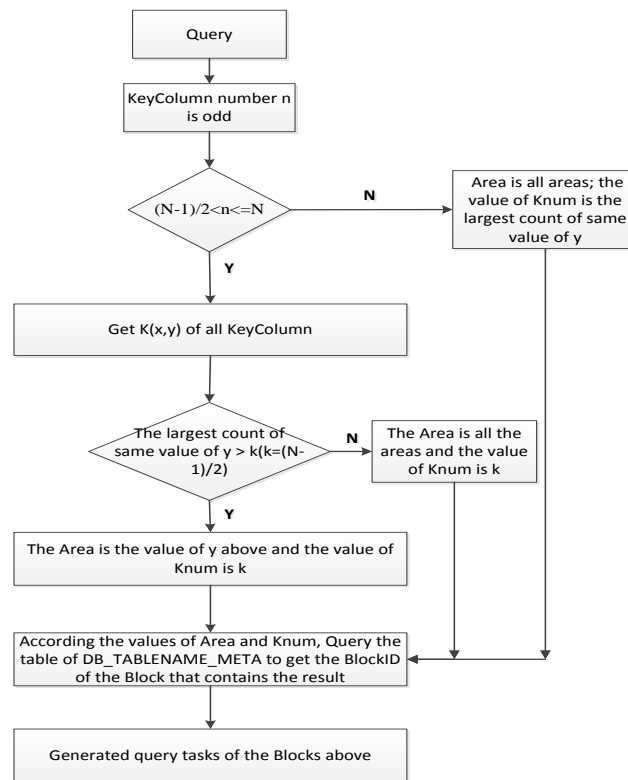 Query
KeyColumn number n
is odd
(N-1)/2<n<=N
N
Area is all areas; the
value of Knum is the
largest count of same
value of y
Y
Get K(x,y) of all KeyColumn
The largest count of
same value of y > k(k=(N-
1)/2)
N
The Area is all the
areas and the value
of Knum is k
Y
The Area is the value of y above and the value of
Knum is k
According the values of Area and Knum, Query the
table of DB_TABLENAME_META to get the BlockID
of the Block that contains the result
Generated query tasks of the Blocks above